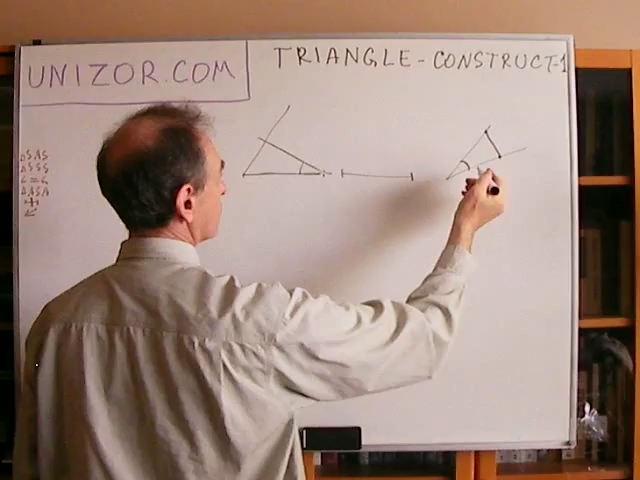 UNIZOR.COM
TRIANGLE-CONSTRUCT-1
△SAS
△SSS
∠=∠
△ASA